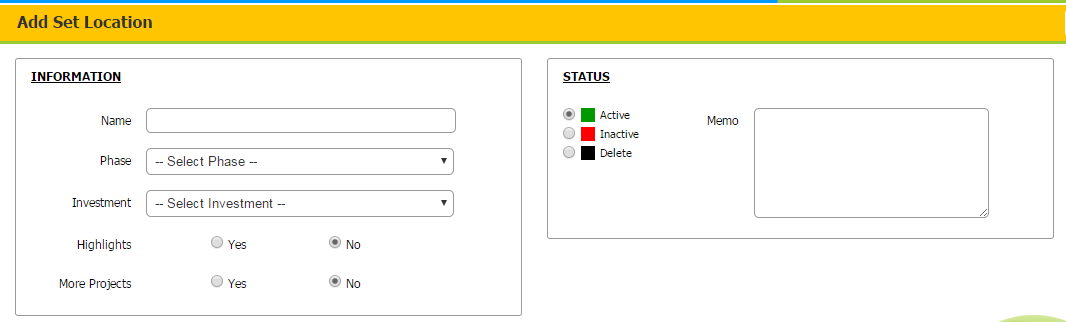 Add Set Location
INFORMATION
Name
Phase -- Select Phase --
Investment -- Select Investment --
Highlights Yes No
More Projects Yes No
STATUS
Active
Inactive
Delete
Memo